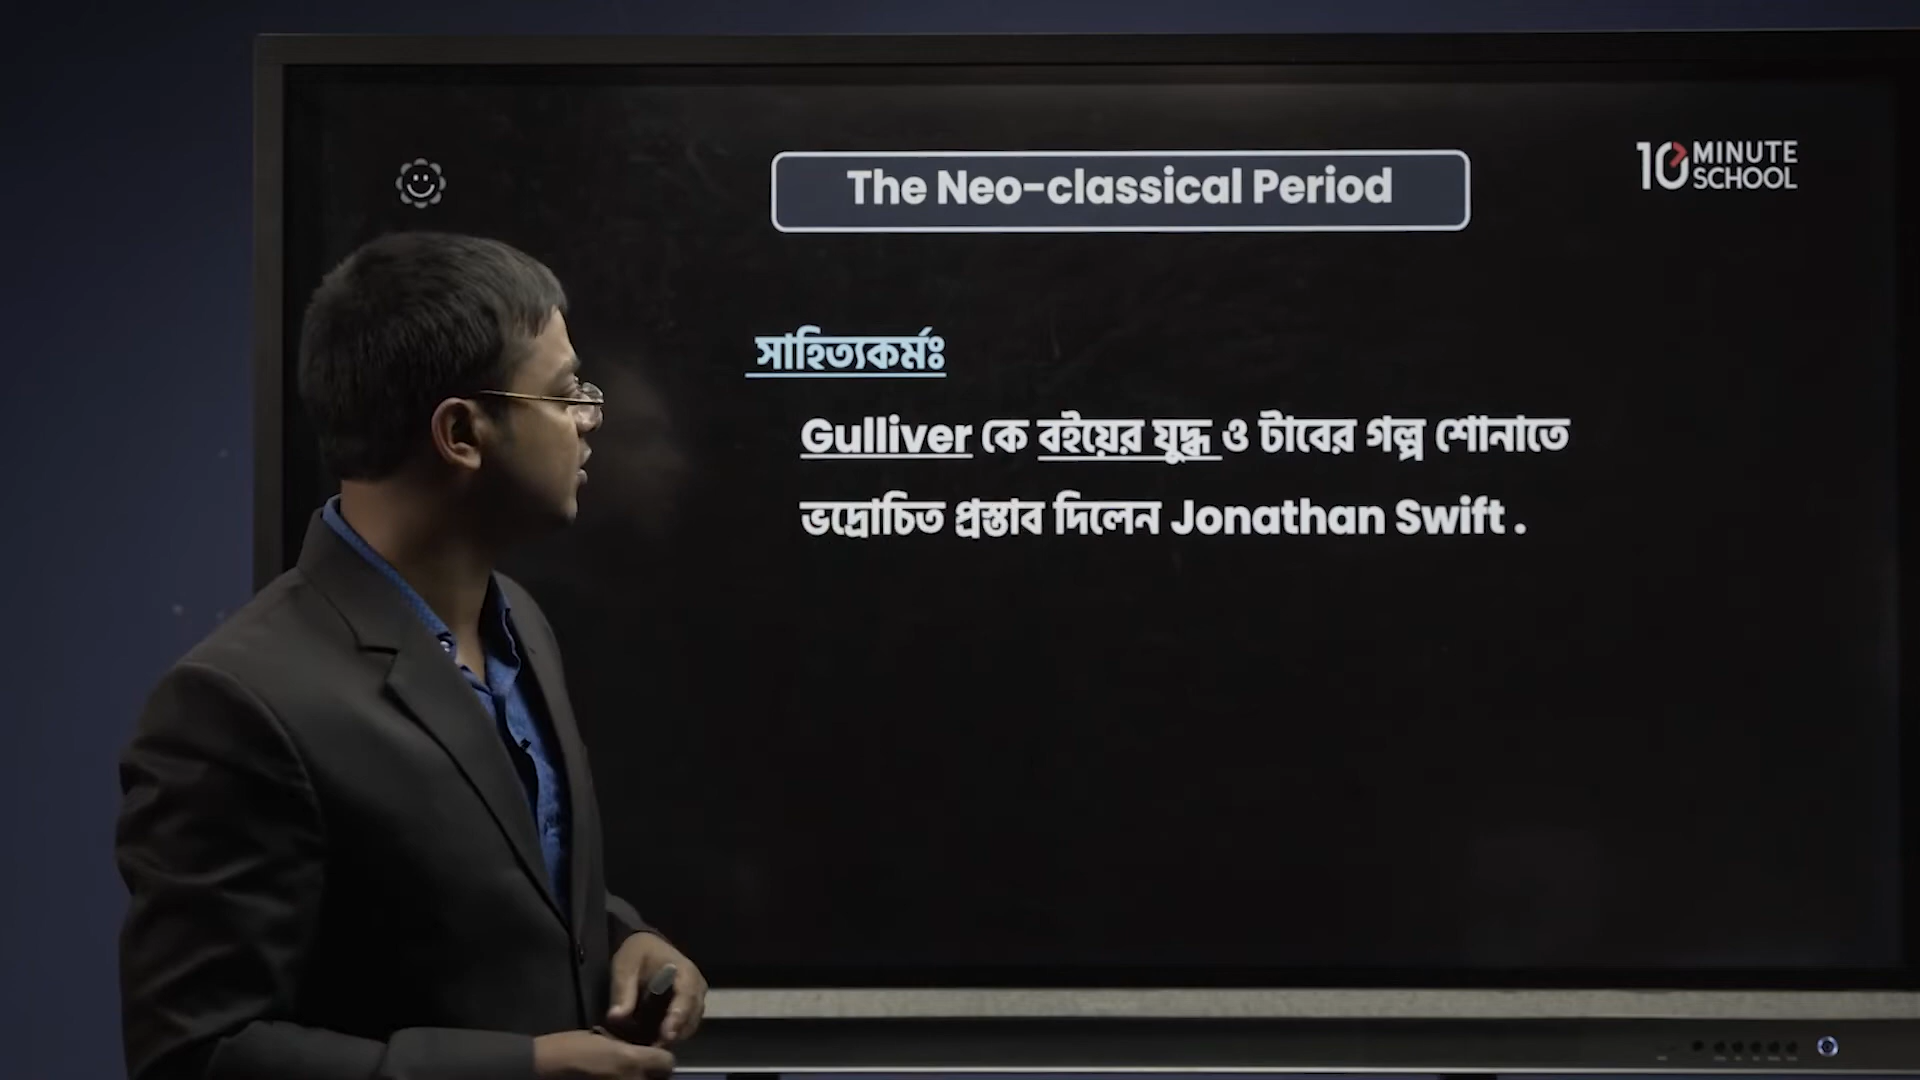 The Neo-classical Period
10 MINUTE SCHOOL
সাহিত্যকর্মঃ
Gulliver কে বইয়ের যুদ্ধ ও টাবের গল্প শোনাতে
ভদ্রোচিত প্রস্তাব দিলেন Jonathan Swift .